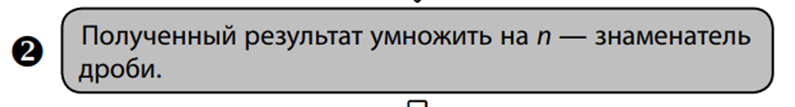 ❷ Полученный результат умножить на n — знаменатель
дроби.